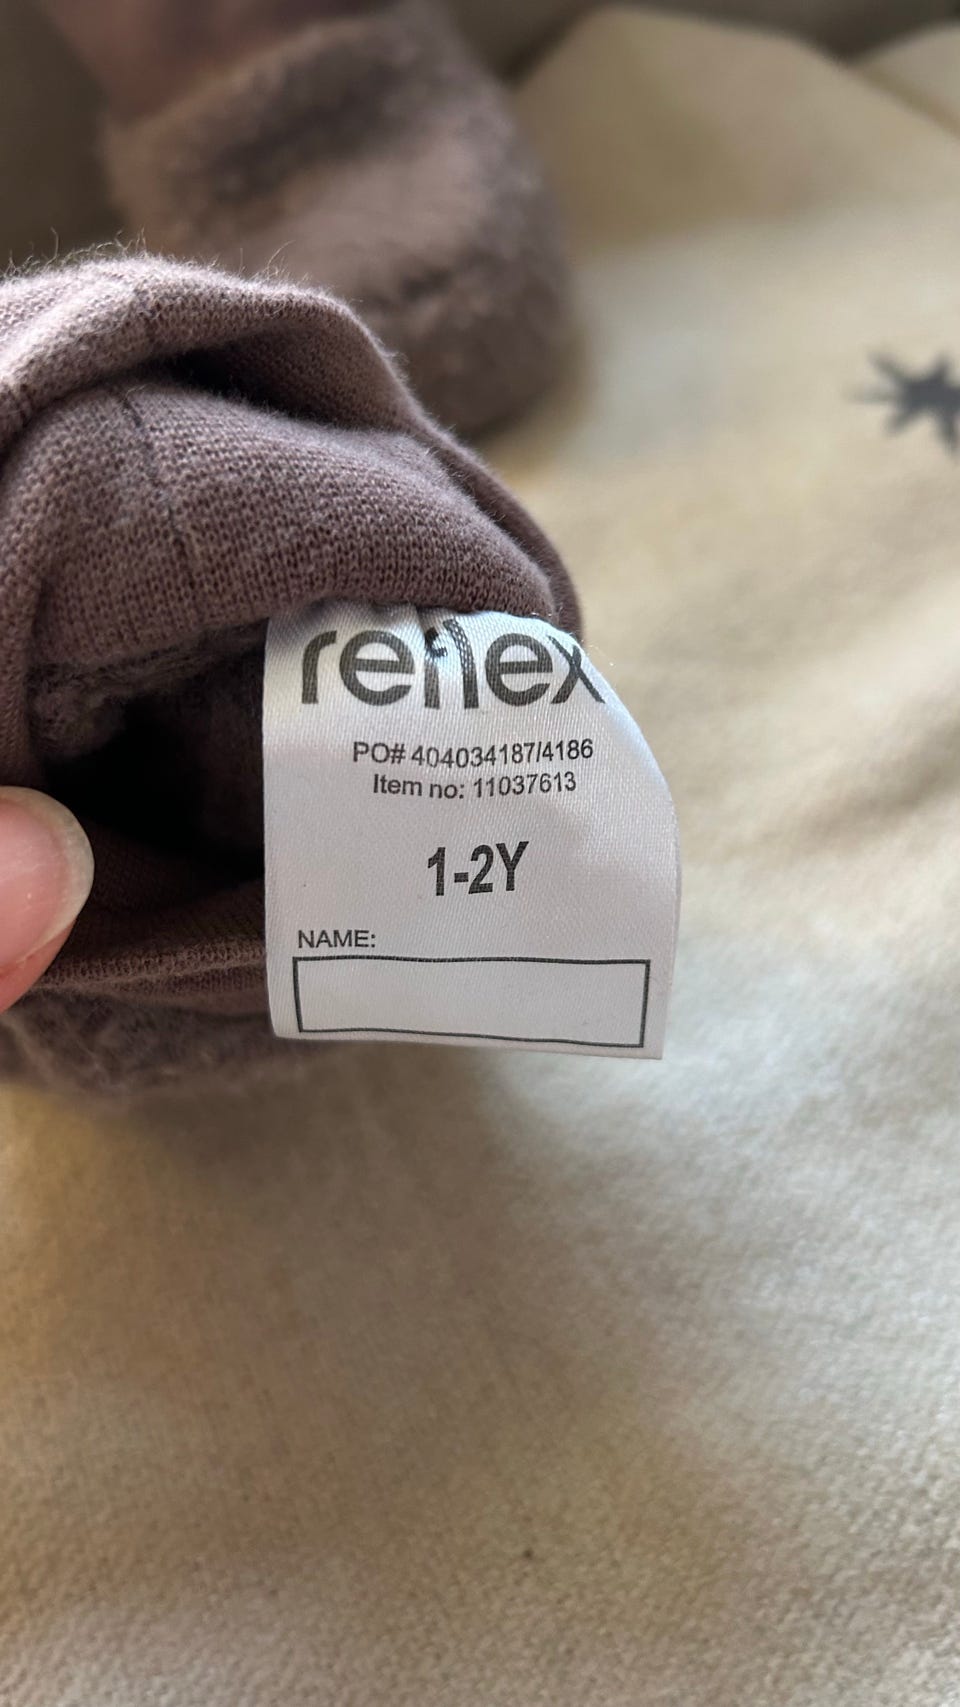 reflex
PO# 404034187/4186
Item no: 11037613
1-2Y
NAME: